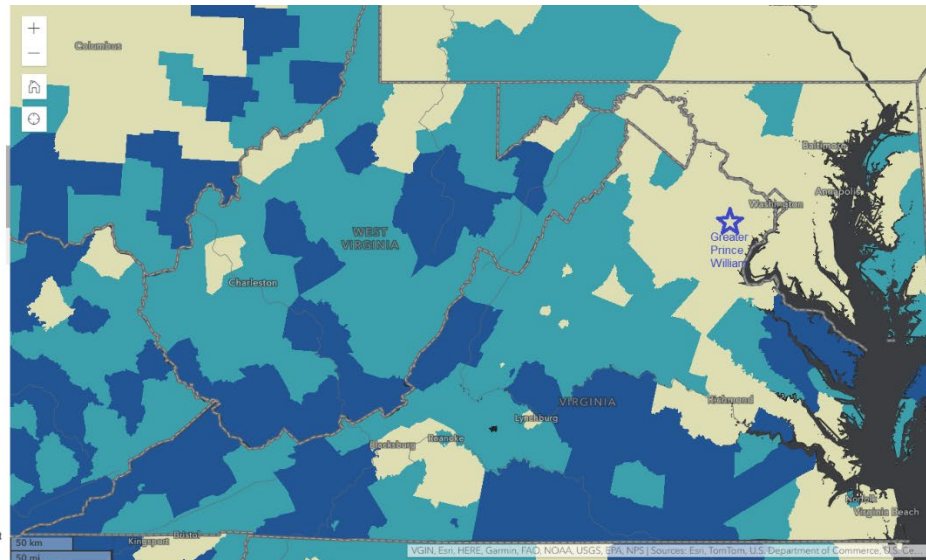 Columbus
Baltimore
Annapolis
Washington
Greater
Prince
William
WEST
VIRGINIA
Charleston
Richmond
VIRGINIA
Lynchburg
Roanoke
Blacksburg
Norfolk
Virginia Beach
Bristol
Kingsport
50 km
50 mi
VGIN, Esri, HERE, Garmin, FAO, NOAA, USGS, EPA, NPS | Sources: Esri, TomTom, U.S. Department of Commerce, U.S. Ce...